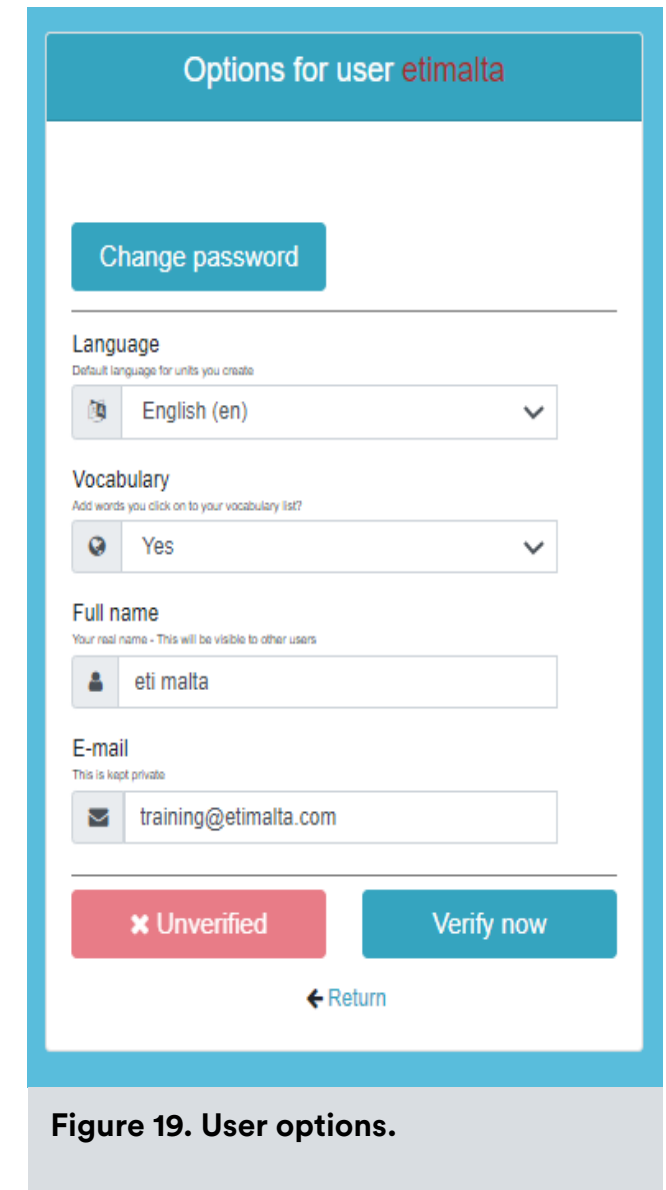 Options for user etimalta
Change password
Language
Default language for units you create
English (en)
Vocabulary
Add words you click on to your vocabulary list?
Yes
Full name
Your real name - This will be visible to other users
eti malta
E-mail
This is kept private
training@etimalta.com
Unverified Verify now
Return
Figure 19. User options.